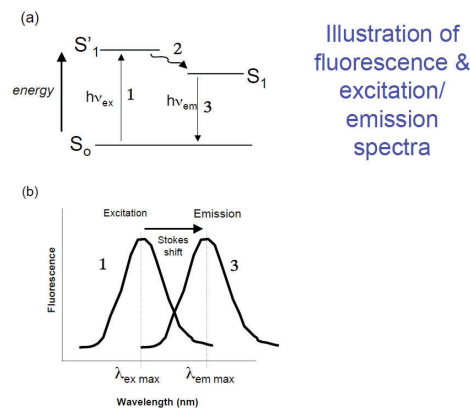 (a)
Illustration of
fluorescence &
excitation/
emission
spectra
S'1
2
S1
energy
hνex 1
hνem 3
So
(b)
Excitation
Emission
Stokes
shift
1
3
Fluorescence
λex max
λem max
Wavelength (nm)